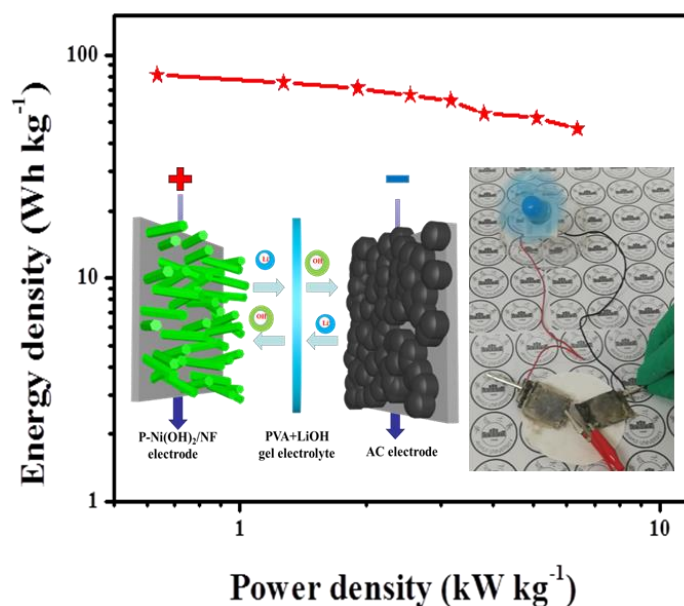 100
10
1
Energy density (Wh kg⁻¹)
+
−
Li
OH⁻
OH⁻
Li
P-Ni(OH)₂/NF
electrode
PVA+LiOH
gel electrolyte
AC electrode
1
10
Power density (kW kg⁻¹)